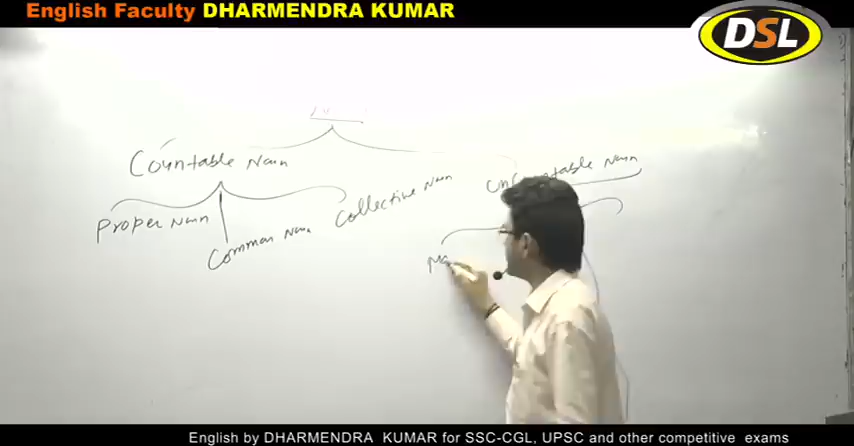 English Faculty DHARMENDRA KUMAR
DSL
Countable Noun
Uncountable Noun
Proper Noun
Common Noun
Collective Noun
English by DHARMENDRA KUMAR for SSC-CGL, UPSC and other competitive exams